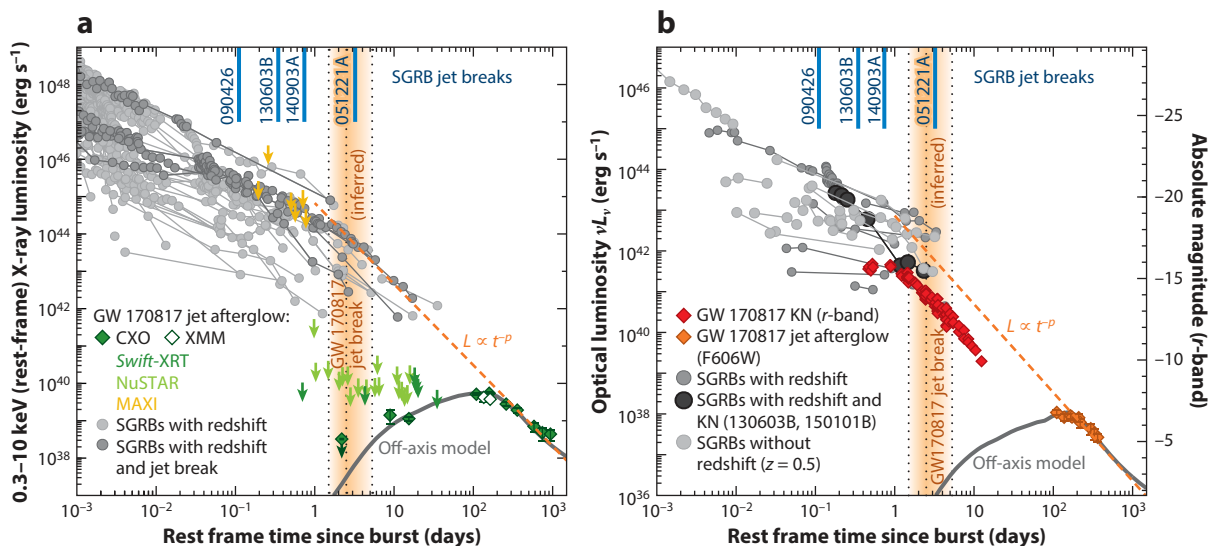 a
0.3–10 keV (rest-frame) X-ray luminosity (erg s⁻¹)
10⁴⁸
10⁴⁶
10⁴⁴
10⁴²
10⁴⁰
10³⁸
090426
130603B
140903A
051221A
SGRB jet breaks
(inferred)
GW 170817
jet break
L ∝ t⁻ᵖ
GW 170817 jet afterglow:
CXO
XMM
Swift-XRT
NuSTAR
MAXI
SGRBs with redshift
SGRBs with redshift
and jet break
Off-axis model
10⁻³
10⁻²
10⁻¹
1
10¹
10²
10³
Rest frame time since burst (days)
b
Optical luminosity νLᵥ (erg s⁻¹)
10⁴⁶
10⁴⁴
10⁴²
10⁴⁰
10³⁸
10³⁶
090426
130603B
140903A
051221A
SGRB jet breaks
(inferred)
GW170817 jet break
L ∝ t⁻ᵖ
GW 170817 KN (r-band)
GW 170817 jet afterglow
(F606W)
SGRBs with redshift
SGRBs with redshift and
KN (130603B, 150101B)
SGRBs without
redshift (z = 0.5)
Off-axis model
10⁻³
10⁻²
10⁻¹
1
10¹
10²
10³
Rest frame time since burst (days)
−25
−20
−15
−10
−5
Absolute magnitude (r-band)